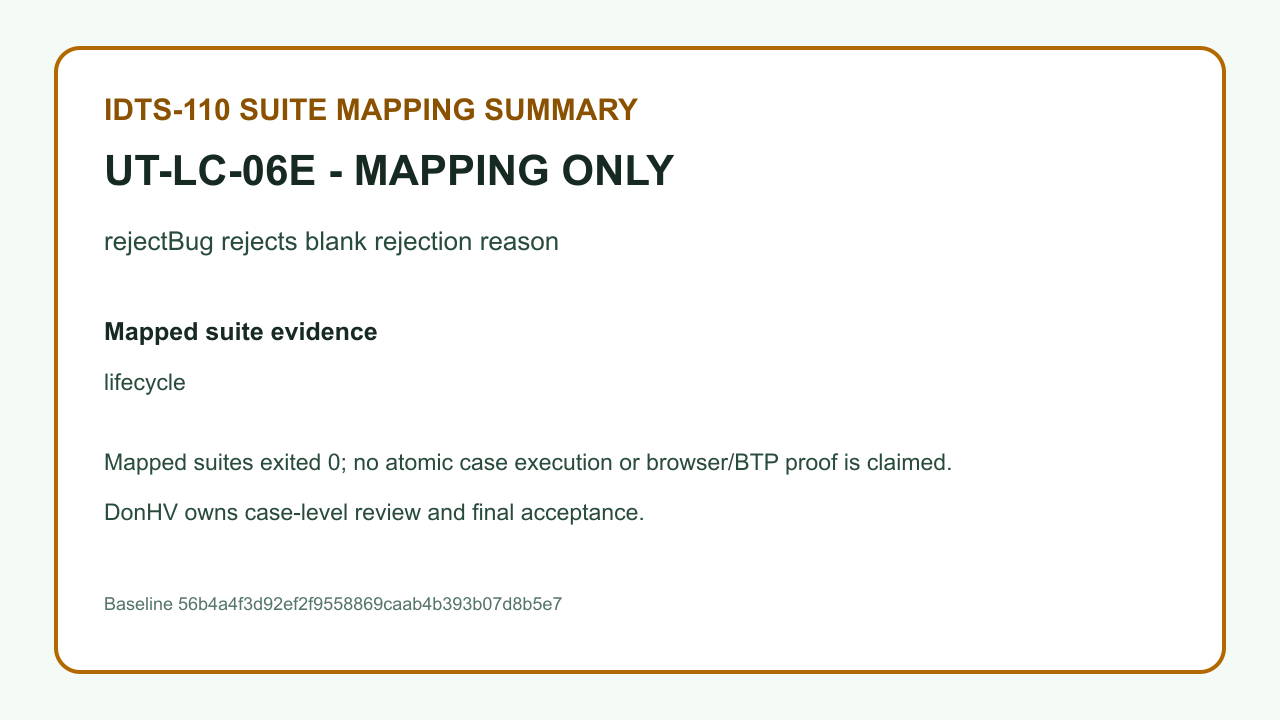 IDTS-110 SUITE MAPPING SUMMARY
UT-LC-06E - MAPPING ONLY
rejectBug rejects blank rejection reason
Mapped suite evidence
lifecycle
Mapped suites exited 0; no atomic case execution or browser/BTP proof is claimed.
DonHV owns case-level review and final acceptance.
Baseline 56b4a4f3d92ef2f9558869caab4b393b07d8b5e7